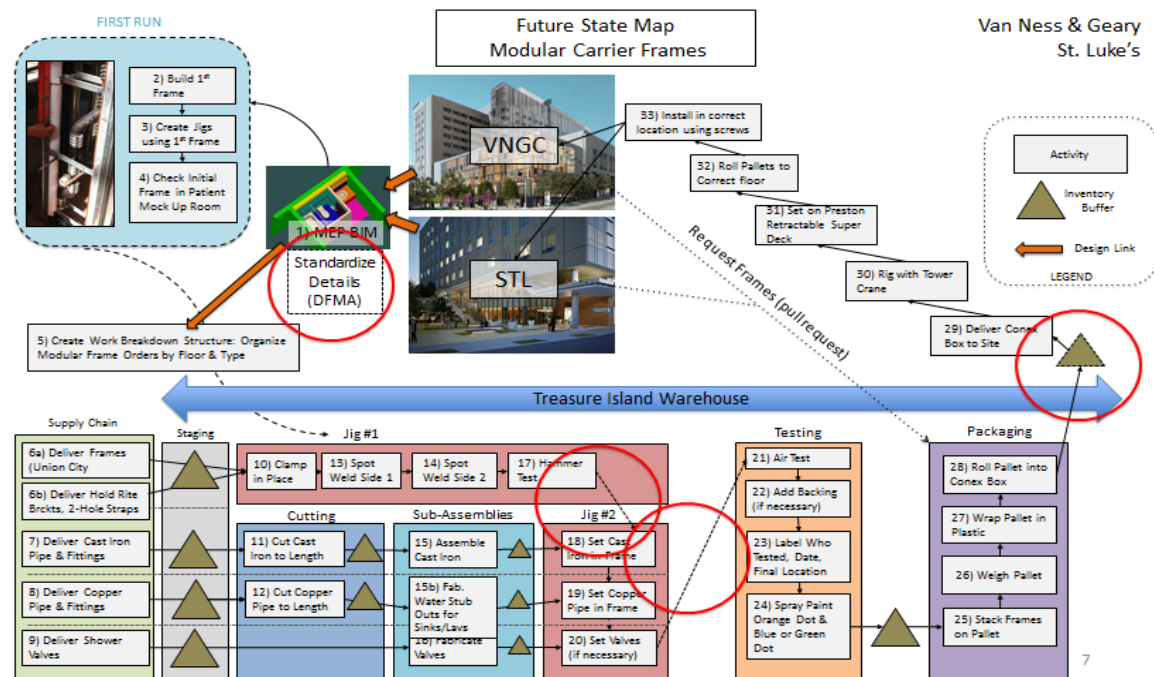 FIRST RUN
2) Build 1st
Frame
3) Create Jigs
using 1st Frame
4) Check Initial
Frame in Patient
Mock Up Room
Future State Map
Modular Carrier Frames
Van Ness & Geary
St. Luke's
VNGC
STL
1) MEP BIM
Standardize
Details
(DFMA)
33) Install in correct
location using screws
32) Roll Pallets to
Correct floor
31) Set on Preston
Retractable Super
Deck
30) Rig with Tower
Crane
29) Deliver Conex
Box to Site
Request Frames (pull request)
Activity
Inventory
Buffer
Design Link
LEGEND
5) Create Work Breakdown Structure: Organize
Modular Frame Orders by Floor & Type
Treasure Island Warehouse
Supply Chain
6a) Deliver Frames
(Union City)
6b) Deliver Hold Rite
Brckts, 2-Hole Straps
7) Deliver Cast Iron
Pipe & Fittings
8) Deliver Copper
Pipe & Fittings
9) Deliver Shower
Valves
Staging
Jig #1
10) Clamp
in Place
13) Spot
Weld Side 1
14) Spot
Weld Side 2
17) Hammer
Test
Cutting
11) Cut Cast
Iron to Length
12) Cut Copper
Pipe to Length
Sub-Assemblies
15) Assemble
Cast Iron
15b) Fab.
Water Stub
Outs for
Sinks/Lavs
16) Fabricate
Valves
Jig #2
18) Set Cast
Iron in Frame
19) Set Copper
Pipe in Frame
20) Set Valves
(if necessary)
Testing
21) Air Test
22) Add Backing
(if necessary)
23) Label Who
Tested, Date,
Final Location
24) Spray Paint
Orange Dot &
Blue or Green
Dot
Packaging
28) Roll Pallet into
Conex Box
27) Wrap Pallet in
Plastic
26) Weigh Pallet
25) Stack Frames
on Pallet
7